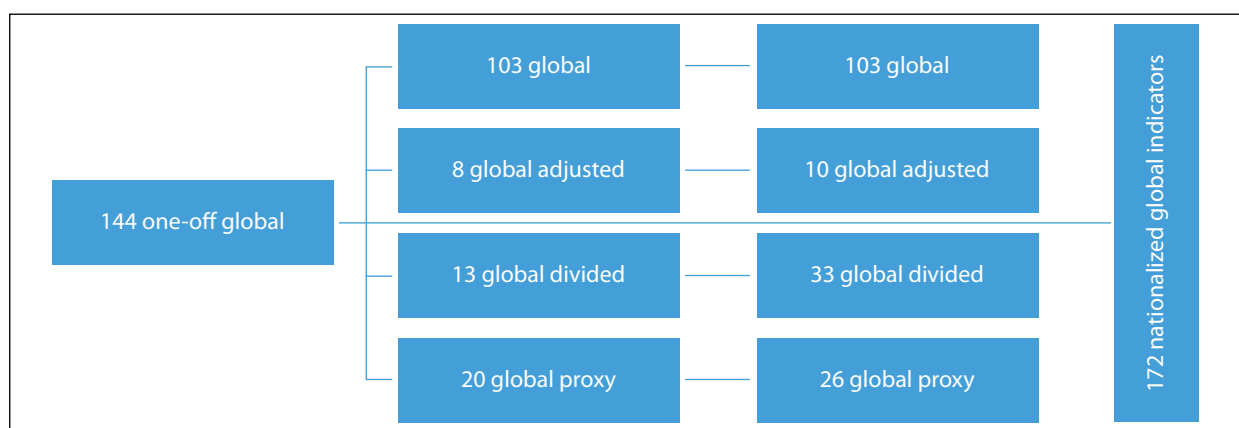 103 global
103 global
8 global adjusted
10 global adjusted
144 one-off global
13 global divided
33 global divided
20 global proxy
26 global proxy
172 nationalized global indicators